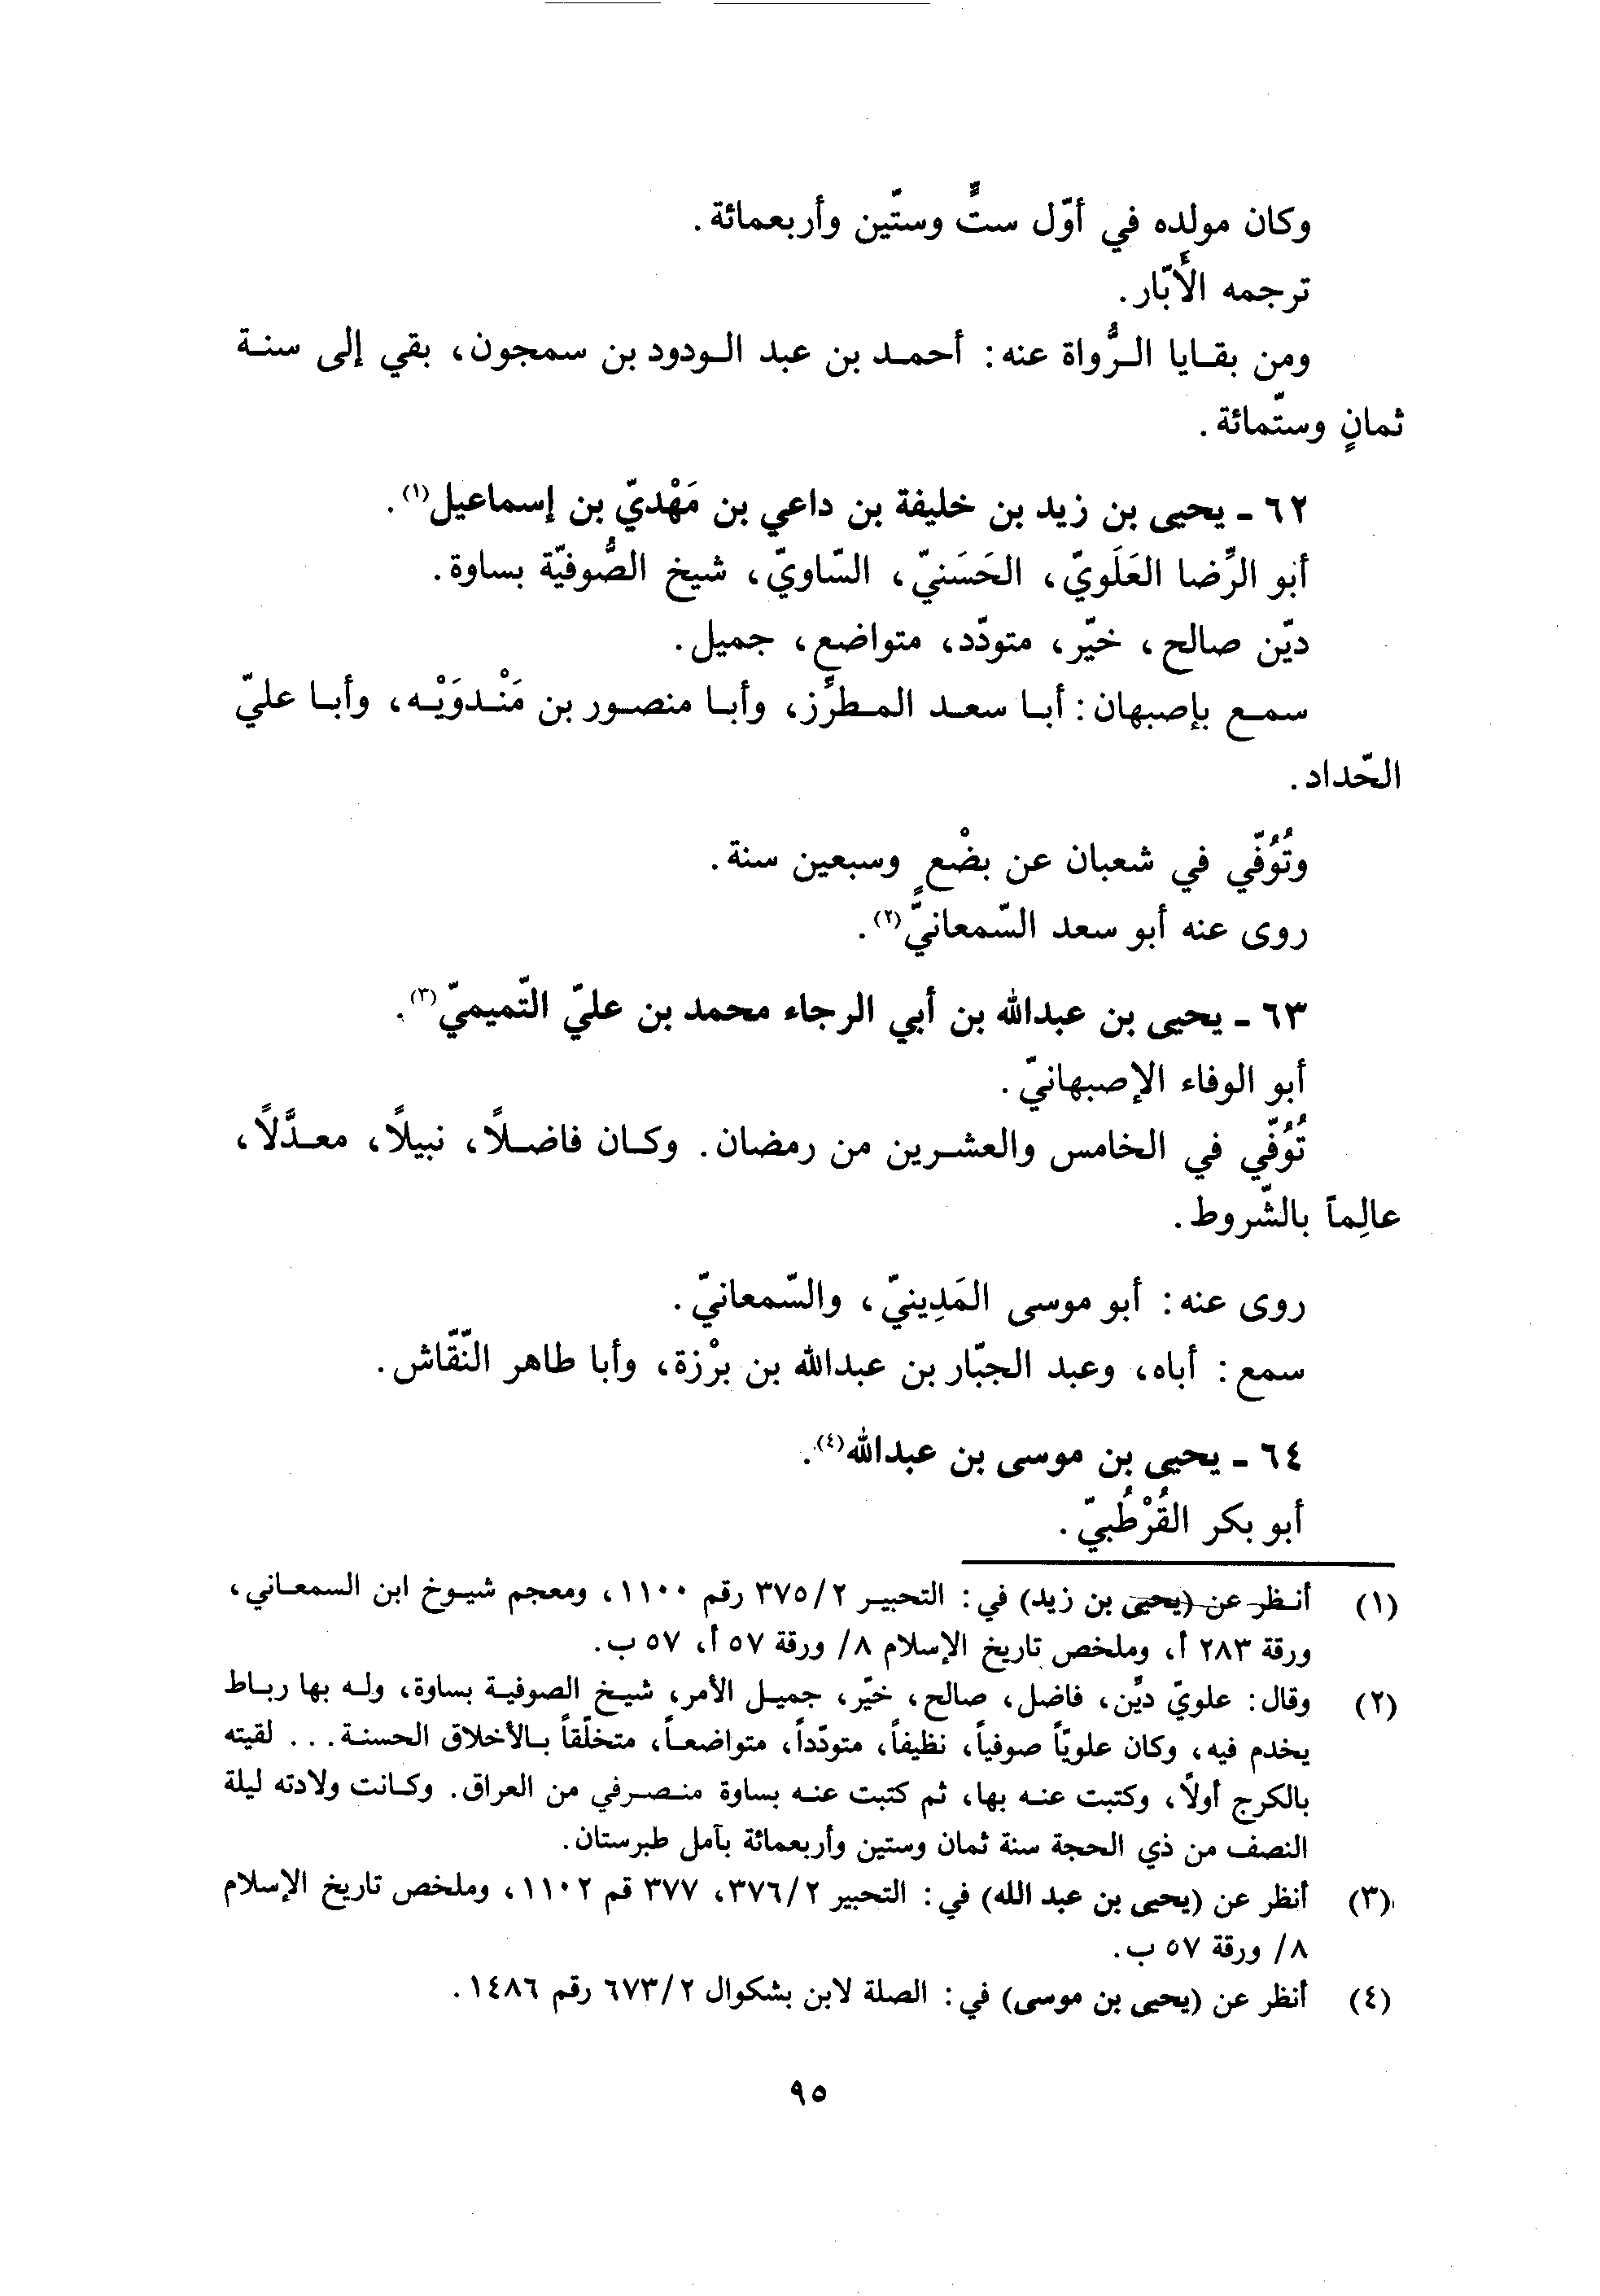 وكان مولده في أوّل ستٍّ وستّين وأربعمائة.
ترجمه الأَبّار.
ومن بقايا الرُّواة عنه: أحمد بن عبد الودود بن سمجون، بقي إلى سنة
ثمانٍ وستّمائة.
٦٢ - يحيى بن زيد بن خليفة بن داعي بن مَهْديّ بن إسماعيل(١).
أبو الرِّضا العَلَويّ، الحَسَنيّ، السّاويّ، شيخ الصُّوفيّة بساوة.
ديّن صالح، خيّر، متودّد، متواضع، جميل.
سمع بإصبهان: أبا سعد المطرِّز، وأبا منصور بن مَنْدوَيْه، وأبا عليّ
الحّداد.
وتُوُفّي في شعبان عن بضْعٍ وسبعين سنة.
روى عنه أبو سعد السّمعانيّ(٢).
٦٣ - يحيى بن عبدالله بن أبي الرجاء محمد بن عليّ التّميميّ(٣).
أبو الوفاء الإصبهانيّ.
تُوُفّي في الخامس والعشرين من رمضان. وكان فاضلاً، نبيلاً، معدَّلاً،
عالِماً بالشّروط.
روى عنه: أبو موسى المَدِينيّ، والسّمعانيّ.
سمع: أباه، وعبد الجبّار بن عبدالله بن برْزة، وأبا طاهر النّقّاش.
٦٤ - يحيى بن موسى بن عبدالله(٤).
أبو بكر القُرْطُبيّ.
(١) أنظر عن (يحيى بن زيد) في: التحبير ٣٧٥/٢ رقم ١١٠٠، ومعجم شيوخ ابن السمعاني،
ورقة ٢٨٣ أ، وملخص تاريخ الإسلام ٨/ ورقة ٥٧ أ، ٥٧ ب.
(٢) وقال: علويّ ديّن، فاضل، صالح، خيّر، جميل الأمر، شيخ الصوفية بساوة، وله بها رباط
يخدم فيه، وكان علويّاً صوفياً، نظيفاً، متودّداً، متواضعاً، متخلّقاً بالأخلاق الحسنة... لقيته
بالكرج أولاً، وكتبت عنه بها، ثم كتبت عنه بساوة منصرفي من العراق. وكانت ولادته ليلة
النصف من ذي الحجة سنة ثمان وستين وأربعمائة بآمل طبرستان.
(٣) أنظر عن (يحيى بن عبد الله) في: التحبير ٣٧٦/٢، ٣٧٧ قم ١١٠٢، وملخص تاريخ الإسلام
٨/ ورقة ٥٧ ب.
(٤) أنظر عن (يحيى بن موسى) في: الصلة لابن بشكوال ٦٧٣/٢ رقم ١٤٨٦.
٩٥